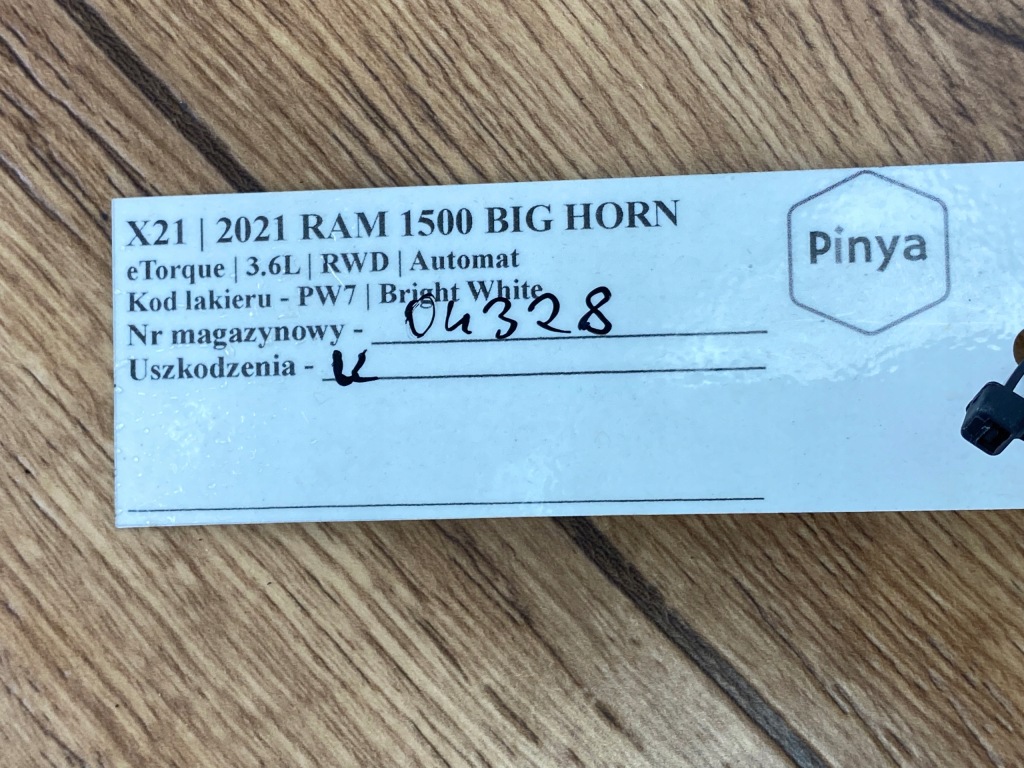 X21 | 2021 RAM 1500 BIG HORN
eTorque | 3.6L | RWD | Automat
Kod lakieru - PW7 | Bright White
Nr magazynowy - 04328
Uszkodzenia - U
Pinya